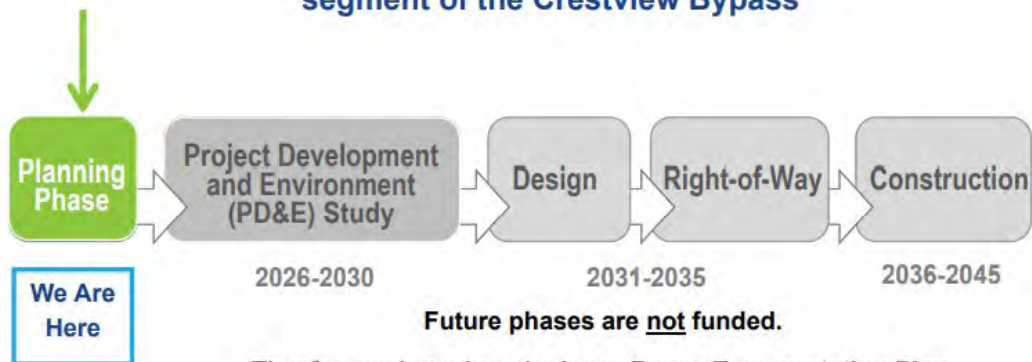 segment of the Crestview Bypass
Planning
Phase
Project Development
and Environment
(PD&E) Study
Design
Right-of-Way
Construction
2026-2030
2031-2035
2036-2045
We Are
Here
Future phases are not funded.